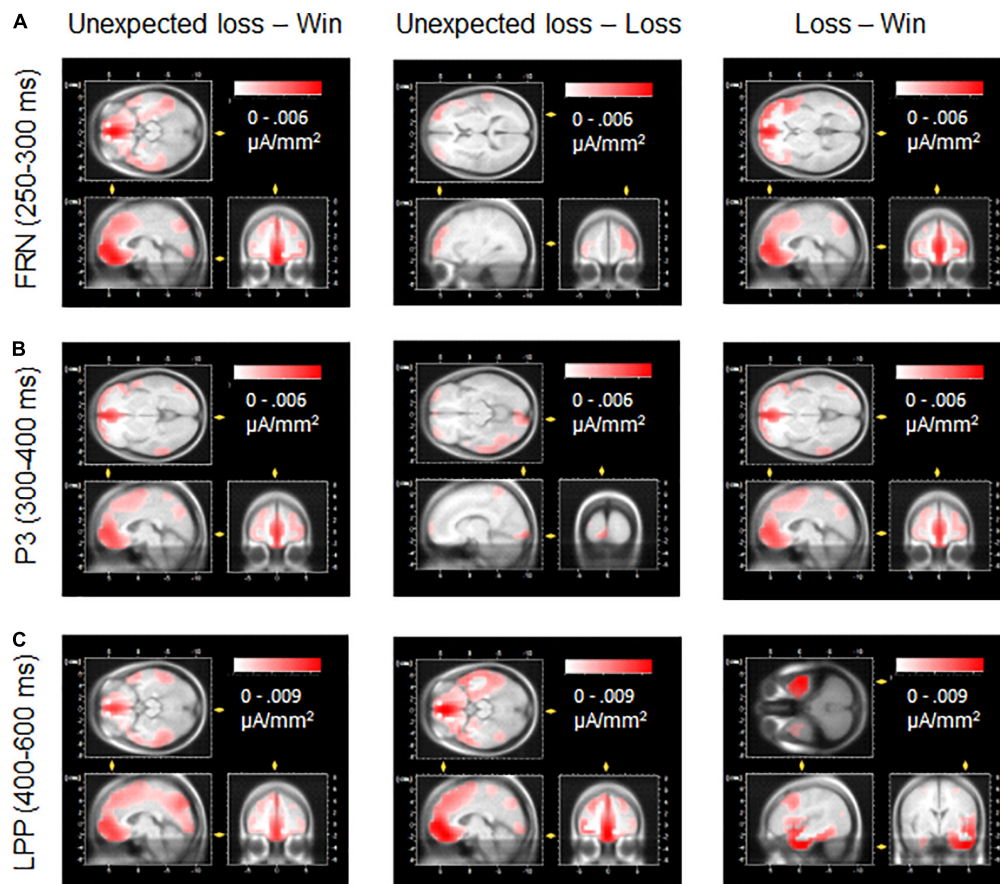 A
Unexpected loss – Win
Unexpected loss – Loss
Loss – Win
FRN (250-300 ms)
0 - .006
µA/mm²
0 - .006
µA/mm²
0 - .006
µA/mm²
B
P3 (300-400 ms)
0 - .006
µA/mm²
0 - .006
µA/mm²
0 - .006
µA/mm²
C
LPP (400-600 ms)
0 - .009
µA/mm²
0 - .009
µA/mm²
0 - .009
µA/mm²